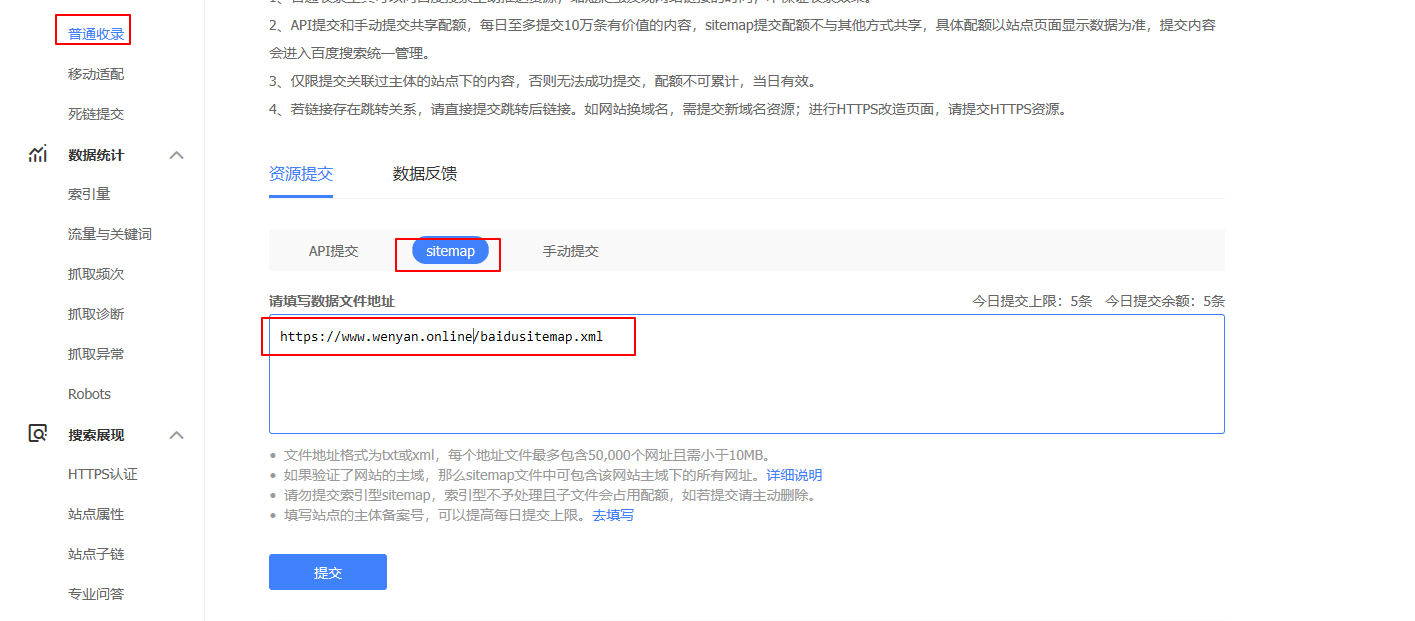 普通收录
移动适配
死链提交
数据统计
索引量
流量与关键词
抓取频次
抓取诊断
抓取异常
Robots
搜索展现
HTTPS认证
站点属性
站点子链
专业问答
2、API提交和手动提交共享配额，每日至多提交10万条有价值的内容，sitemap提交配额不与其他方式共享，具体配额以站点页面显示数据为准，提交内容
会进入百度搜索统一管理。
3、仅限提交关联过主体的站点下的内容，否则无法成功提交，配额不可累计，当日有效。
4、若链接存在跳转关系，请直接提交跳转后链接。如网站换域名，需提交新域名资源；进行HTTPS改造页面，请提交HTTPS资源。
资源提交 数据反馈
API提交 sitemap 手动提交
请填写数据文件地址 今日提交上限：5条 今日提交余额：5条
https://www.wenyan.online/baidusitemap.xml
文件地址格式为txt或xml，每个地址文件最多包含50,000个网址且需小于10MB。
如果验证了网站的主域，那么sitemap文件中可包含该网站主域下的所有网址。详细说明
请勿提交索引型sitemap，索引型不予处理且子文件会占用配额，如若提交请主动删除。
填写站点的主体备案号，可以提高每日提交上限。去填写
提交